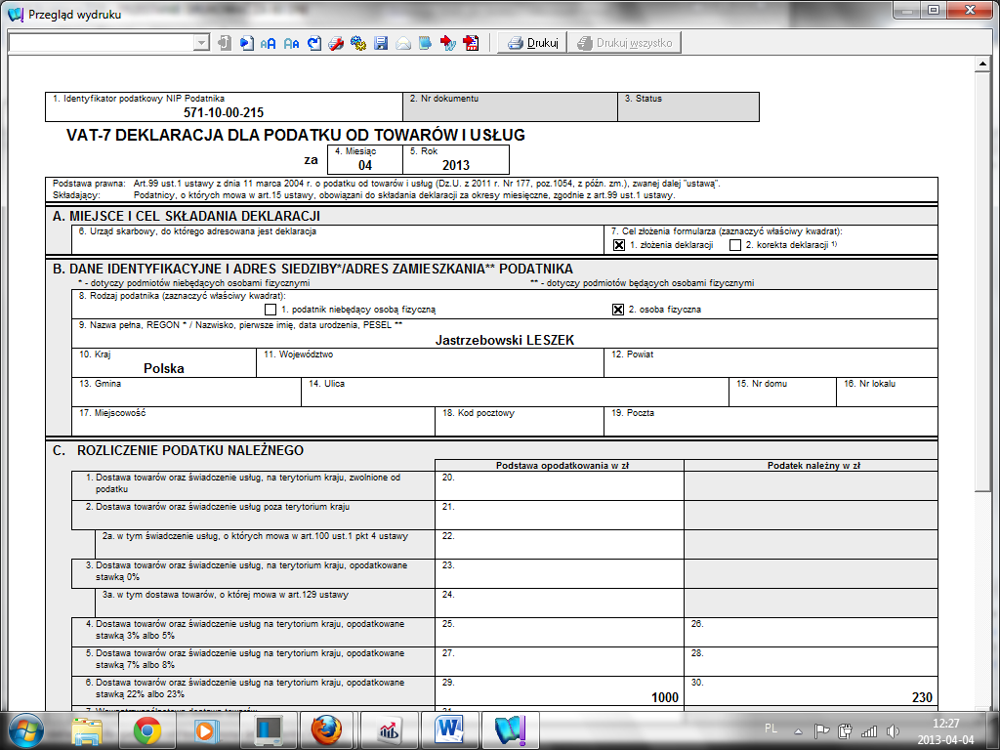 Przegląd wydruku
Drukuj Drukuj wszystko
1. Identyfikator podatkowy NIP Podatnika
571-10-00-215
2. Nr dokumentu
3. Status
VAT-7 DEKLARACJA DLA PODATKU OD TOWARÓW I USŁUG
za
4. Miesiąc
04
5. Rok
2013
Podstawa prawna: Art.99 ust.1 ustawy z dnia 11 marca 2004 r. o podatku od towarów i usług (Dz.U. z 2011 r. Nr 177, poz.1054, z późn. zm.), zwanej dalej "ustawą".
Składający: Podatnicy, o których mowa w art.15 ustawy, obowiązani do składania deklaracji za okresy miesięczne, zgodnie z art.99 ust.1 ustawy.
A. MIEJSCE I CEL SKŁADANIA DEKLARACJI
6. Urząd skarbowy, do którego adresowana jest deklaracja
7. Cel złożenia formularza (zaznaczyć właściwy kwadrat):
1. złożenia deklaracji 2. korekta deklaracji 1)
B. DANE IDENTYFIKACYJNE I ADRES SIEDZIBY*/ADRES ZAMIESZKANIA** PODATNIKA
* - dotyczy podmiotów niebędących osobami fizycznymi ** - dotyczy podmiotów będących osobami fizycznymi
8. Rodzaj podatnika (zaznaczyć właściwy kwadrat):
1. podatnik niebędący osobą fizyczną 2. osoba fizyczna
9. Nazwa pełna, REGON * / Nazwisko, pierwsze imię, data urodzenia, PESEL **
Jastrzebowski LESZEK
10. Kraj
Polska
11. Województwo
12. Powiat
13. Gmina
14. Ulica
15. Nr domu
16. Nr lokalu
17. Miejscowość
18. Kod pocztowy
19. Poczta
C. ROZLICZENIE PODATKU NALEŻNEGO
Podstawa opodatkowania w zł Podatek należny w zł
1. Dostawa towarów oraz świadczenie usług, na terytorium kraju, zwolnione od
podatku
20.
2. Dostawa towarów oraz świadczenie usług poza terytorium kraju
21.
2a. w tym świadczenie usług, o których mowa w art.100 ust.1 pkt 4 ustawy
22.
3. Dostawa towarów oraz świadczenie usług, na terytorium kraju, opodatkowane
stawką 0%
23.
3a. w tym dostawa towarów, o której mowa w art.129 ustawy
24.
4. Dostawa towarów oraz świadczenie usług na terytorium kraju, opodatkowane
stawką 3% albo 5%
25.
26.
5. Dostawa towarów oraz świadczenie usług na terytorium kraju, opodatkowane
stawką 7% albo 8%
27.
28.
6. Dostawa towarów oraz świadczenie usług na terytorium kraju, opodatkowane
stawką 22% albo 23%
29.
1000
30.
230
PL
12:27
2013-04-04